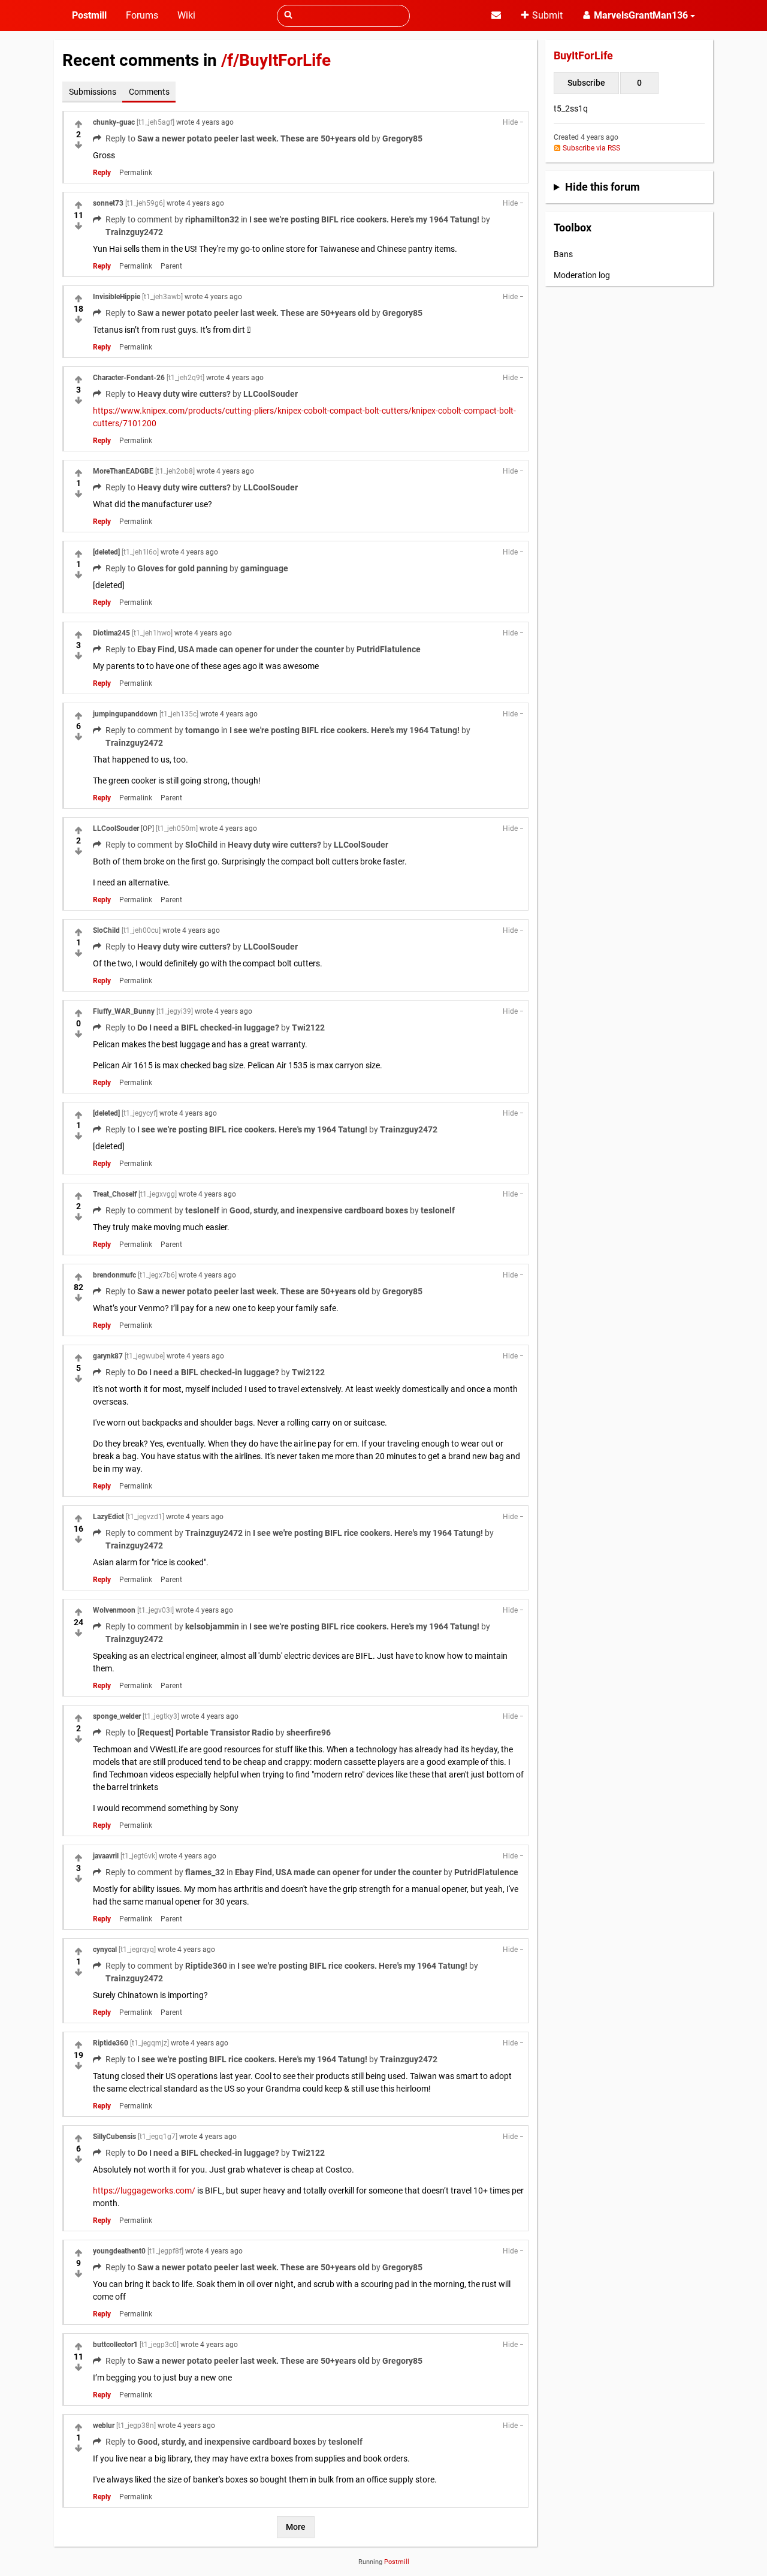 Postmill Forums Wiki Submit MarvelsGrantMan136
Recent comments in /f/BuyItForLife
Submissions Comments
chunky-guac [t1_jeh5agf] wrote 4 years ago Hide −
2
Reply to Saw a newer potato peeler last week. These are 50+years old by Gregory85
Gross
Reply Permalink
sonnet73 [t1_jeh59g6] wrote 4 years ago Hide −
11
Reply to comment by riphamilton32 in I see we're posting BIFL rice cookers. Here's my 1964 Tatung! by
Trainzguy2472
Yun Hai sells them in the US! They're my go-to online store for Taiwanese and Chinese pantry items.
Reply Permalink Parent
InvisibleHippie [t1_jeh3awb] wrote 4 years ago Hide −
18
Reply to Saw a newer potato peeler last week. These are 50+years old by Gregory85
Tetanus isn't from rust guys. It's from dirt
Reply Permalink
Character-Fondant-26 [t1_jeh2q9t] wrote 4 years ago Hide −
3
Reply to Heavy duty wire cutters? by LLCoolSouder
https://www.knipex.com/products/cutting-pliers/knipex-cobolt-compact-bolt-cutters/knipex-cobolt-compact-bolt-
cutters/7101200
Reply Permalink
MoreThanEADGBE [t1_jeh2ob8] wrote 4 years ago Hide −
1
Reply to Heavy duty wire cutters? by LLCoolSouder
What did the manufacturer use?
Reply Permalink
[deleted] [t1_jeh1l6o] wrote 4 years ago Hide −
1
Reply to Gloves for gold panning by gaminguage
[deleted]
Reply Permalink
Diotima245 [t1_jeh1hwo] wrote 4 years ago Hide −
3
Reply to Ebay Find, USA made can opener for under the counter by PutridFlatulence
My parents to to have one of these ages ago it was awesome
Reply Permalink
jumpingupanddown [t1_jeh135c] wrote 4 years ago Hide −
6
Reply to comment by tomango in I see we're posting BIFL rice cookers. Here's my 1964 Tatung! by
Trainzguy2472
That happened to us, too.
The green cooker is still going strong, though!
Reply Permalink Parent
LLCoolSouder [OP] [t1_jeh050m] wrote 4 years ago Hide −
2
Reply to comment by SloChild in Heavy duty wire cutters? by LLCoolSouder
Both of them broke on the first go. Surprisingly the compact bolt cutters broke faster.
I need an alternative.
Reply Permalink Parent
SloChild [t1_jeh00cu] wrote 4 years ago Hide −
1
Reply to Heavy duty wire cutters? by LLCoolSouder
Of the two, I would definitely go with the compact bolt cutters.
Reply Permalink
Fluffy_WAR_Bunny [t1_jegyi39] wrote 4 years ago Hide −
0
Reply to Do I need a BIFL checked-in luggage? by Twi2122
Pelican makes the best luggage and has a great warranty.
Pelican Air 1615 is max checked bag size. Pelican Air 1535 is max carryon size.
Reply Permalink
[deleted] [t1_jegycyf] wrote 4 years ago Hide −
1
Reply to I see we're posting BIFL rice cookers. Here's my 1964 Tatung! by Trainzguy2472
[deleted]
Reply Permalink
Treat_Choself [t1_jegxvgg] wrote 4 years ago Hide −
2
Reply to comment by teslonelf in Good, sturdy, and inexpensive cardboard boxes by teslonelf
They truly make moving much easier.
Reply Permalink Parent
brendonmufc [t1_jegx7b6] wrote 4 years ago Hide −
82
Reply to Saw a newer potato peeler last week. These are 50+years old by Gregory85
What's your Venmo? I'll pay for a new one to keep your family safe.
Reply Permalink
garynk87 [t1_jegwube] wrote 4 years ago Hide −
5
Reply to Do I need a BIFL checked-in luggage? by Twi2122
It's not worth it for most, myself included I used to travel extensively. At least weekly domestically and once a month
overseas.
I've worn out backpacks and shoulder bags. Never a rolling carry on or suitcase.
Do they break? Yes, eventually. When they do have the airline pay for em. If your traveling enough to wear out or
break a bag. You have status with the airlines. It's never taken me more than 20 minutes to get a brand new bag and
be in my way.
Reply Permalink
LazyEdict [t1_jegvzd1] wrote 4 years ago Hide −
16
Reply to comment by Trainzguy2472 in I see we're posting BIFL rice cookers. Here's my 1964 Tatung! by
Trainzguy2472
Asian alarm for "rice is cooked".
Reply Permalink Parent
Wolvenmoon [t1_jegv03l] wrote 4 years ago Hide −
24
Reply to comment by kelsobjammin in I see we're posting BIFL rice cookers. Here's my 1964 Tatung! by
Trainzguy2472
Speaking as an electrical engineer, almost all 'dumb' electric devices are BIFL. Just have to know how to maintain
them.
Reply Permalink Parent
sponge_welder [t1_jegtky3] wrote 4 years ago Hide −
2
Reply to [Request] Portable Transistor Radio by sheerfire96
Techmoan and VWestLife are good resources for stuff like this. When a technology has already had its heyday, the
models that are still produced tend to be cheap and crappy: modern cassette players are a good example of this. I
find Techmoan videos especially helpful when trying to find "modern retro" devices like these that aren't just bottom of
the barrel trinkets
I would recommend something by Sony
Reply Permalink
javaavril [t1_jegt6vk] wrote 4 years ago Hide −
3
Reply to comment by flames_32 in Ebay Find, USA made can opener for under the counter by PutridFlatulence
Mostly for ability issues. My mom has arthritis and doesn't have the grip strength for a manual opener, but yeah, I've
had the same manual opener for 30 years.
Reply Permalink Parent
cynycal [t1_jegrqyq] wrote 4 years ago Hide −
1
Reply to comment by Riptide360 in I see we're posting BIFL rice cookers. Here's my 1964 Tatung! by
Trainzguy2472
Surely Chinatown is importing?
Reply Permalink Parent
Riptide360 [t1_jegqmjz] wrote 4 years ago Hide −
19
Reply to I see we're posting BIFL rice cookers. Here's my 1964 Tatung! by Trainzguy2472
Tatung closed their US operations last year. Cool to see their products still being used. Taiwan was smart to adopt
the same electrical standard as the US so your Grandma could keep & still use this heirloom!
Reply Permalink
SillyCubensis [t1_jegq1g7] wrote 4 years ago Hide −
6
Reply to Do I need a BIFL checked-in luggage? by Twi2122
Absolutely not worth it for you. Just grab whatever is cheap at Costco.
https://luggageworks.com/ is BIFL, but super heavy and totally overkill for someone that doesn't travel 10+ times per
month.
Reply Permalink
youngdeathent0 [t1_jegpf8f] wrote 4 years ago Hide −
9
Reply to Saw a newer potato peeler last week. These are 50+years old by Gregory85
You can bring it back to life. Soak them in oil over night, and scrub with a scouring pad in the morning, the rust will
come off
Reply Permalink
buttcollector1 [t1_jegp3c0] wrote 4 years ago Hide −
11
Reply to Saw a newer potato peeler last week. These are 50+years old by Gregory85
I'm begging you to just buy a new one
Reply Permalink
weblur [t1_jegp38n] wrote 4 years ago Hide −
1
Reply to Good, sturdy, and inexpensive cardboard boxes by teslonelf
If you live near a big library, they may have extra boxes from supplies and book orders.
I've always liked the size of banker's boxes so bought them in bulk from an office supply store.
Reply Permalink
More
BuyItForLife
Subscribe 0
t5_2ss1q
Created 4 years ago
Subscribe via RSS
Hide this forum
Toolbox
Bans
Moderation log
Running Postmill